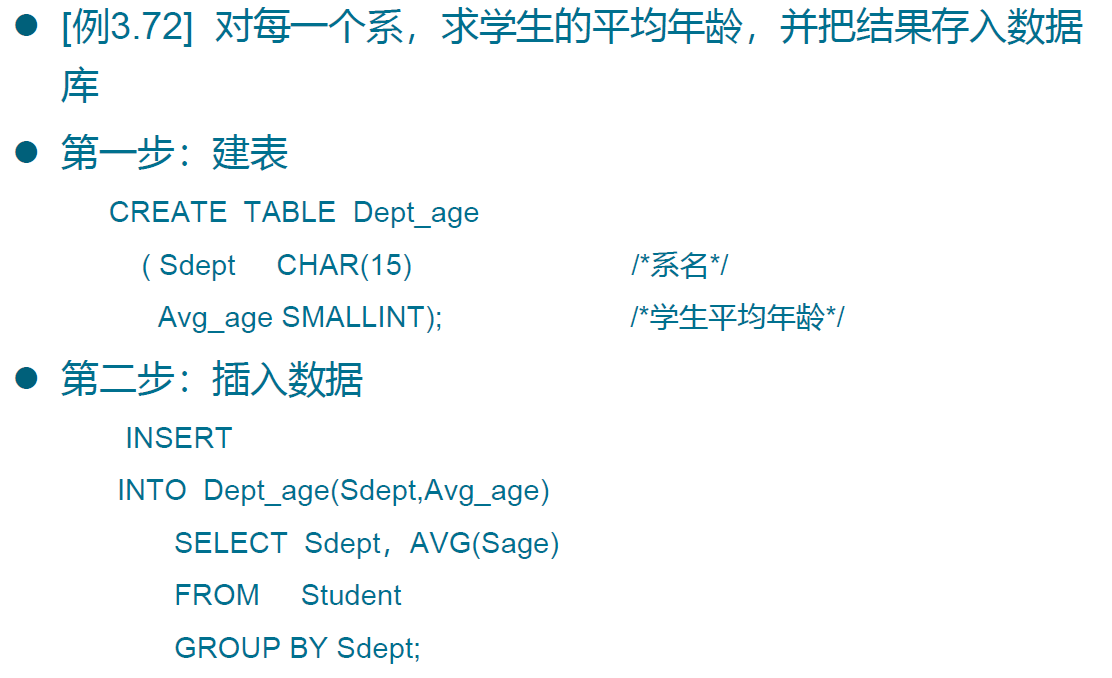 ● [例3.72] 对每一个系，求学生的平均年龄，并把结果存入数据
库
● 第一步：建表
CREATE TABLE Dept_age
( Sdept CHAR(15) /*系名*/
Avg_age SMALLINT); /*学生平均年龄*/
● 第二步：插入数据
INSERT
INTO Dept_age(Sdept,Avg_age)
SELECT Sdept，AVG(Sage)
FROM Student
GROUP BY Sdept;